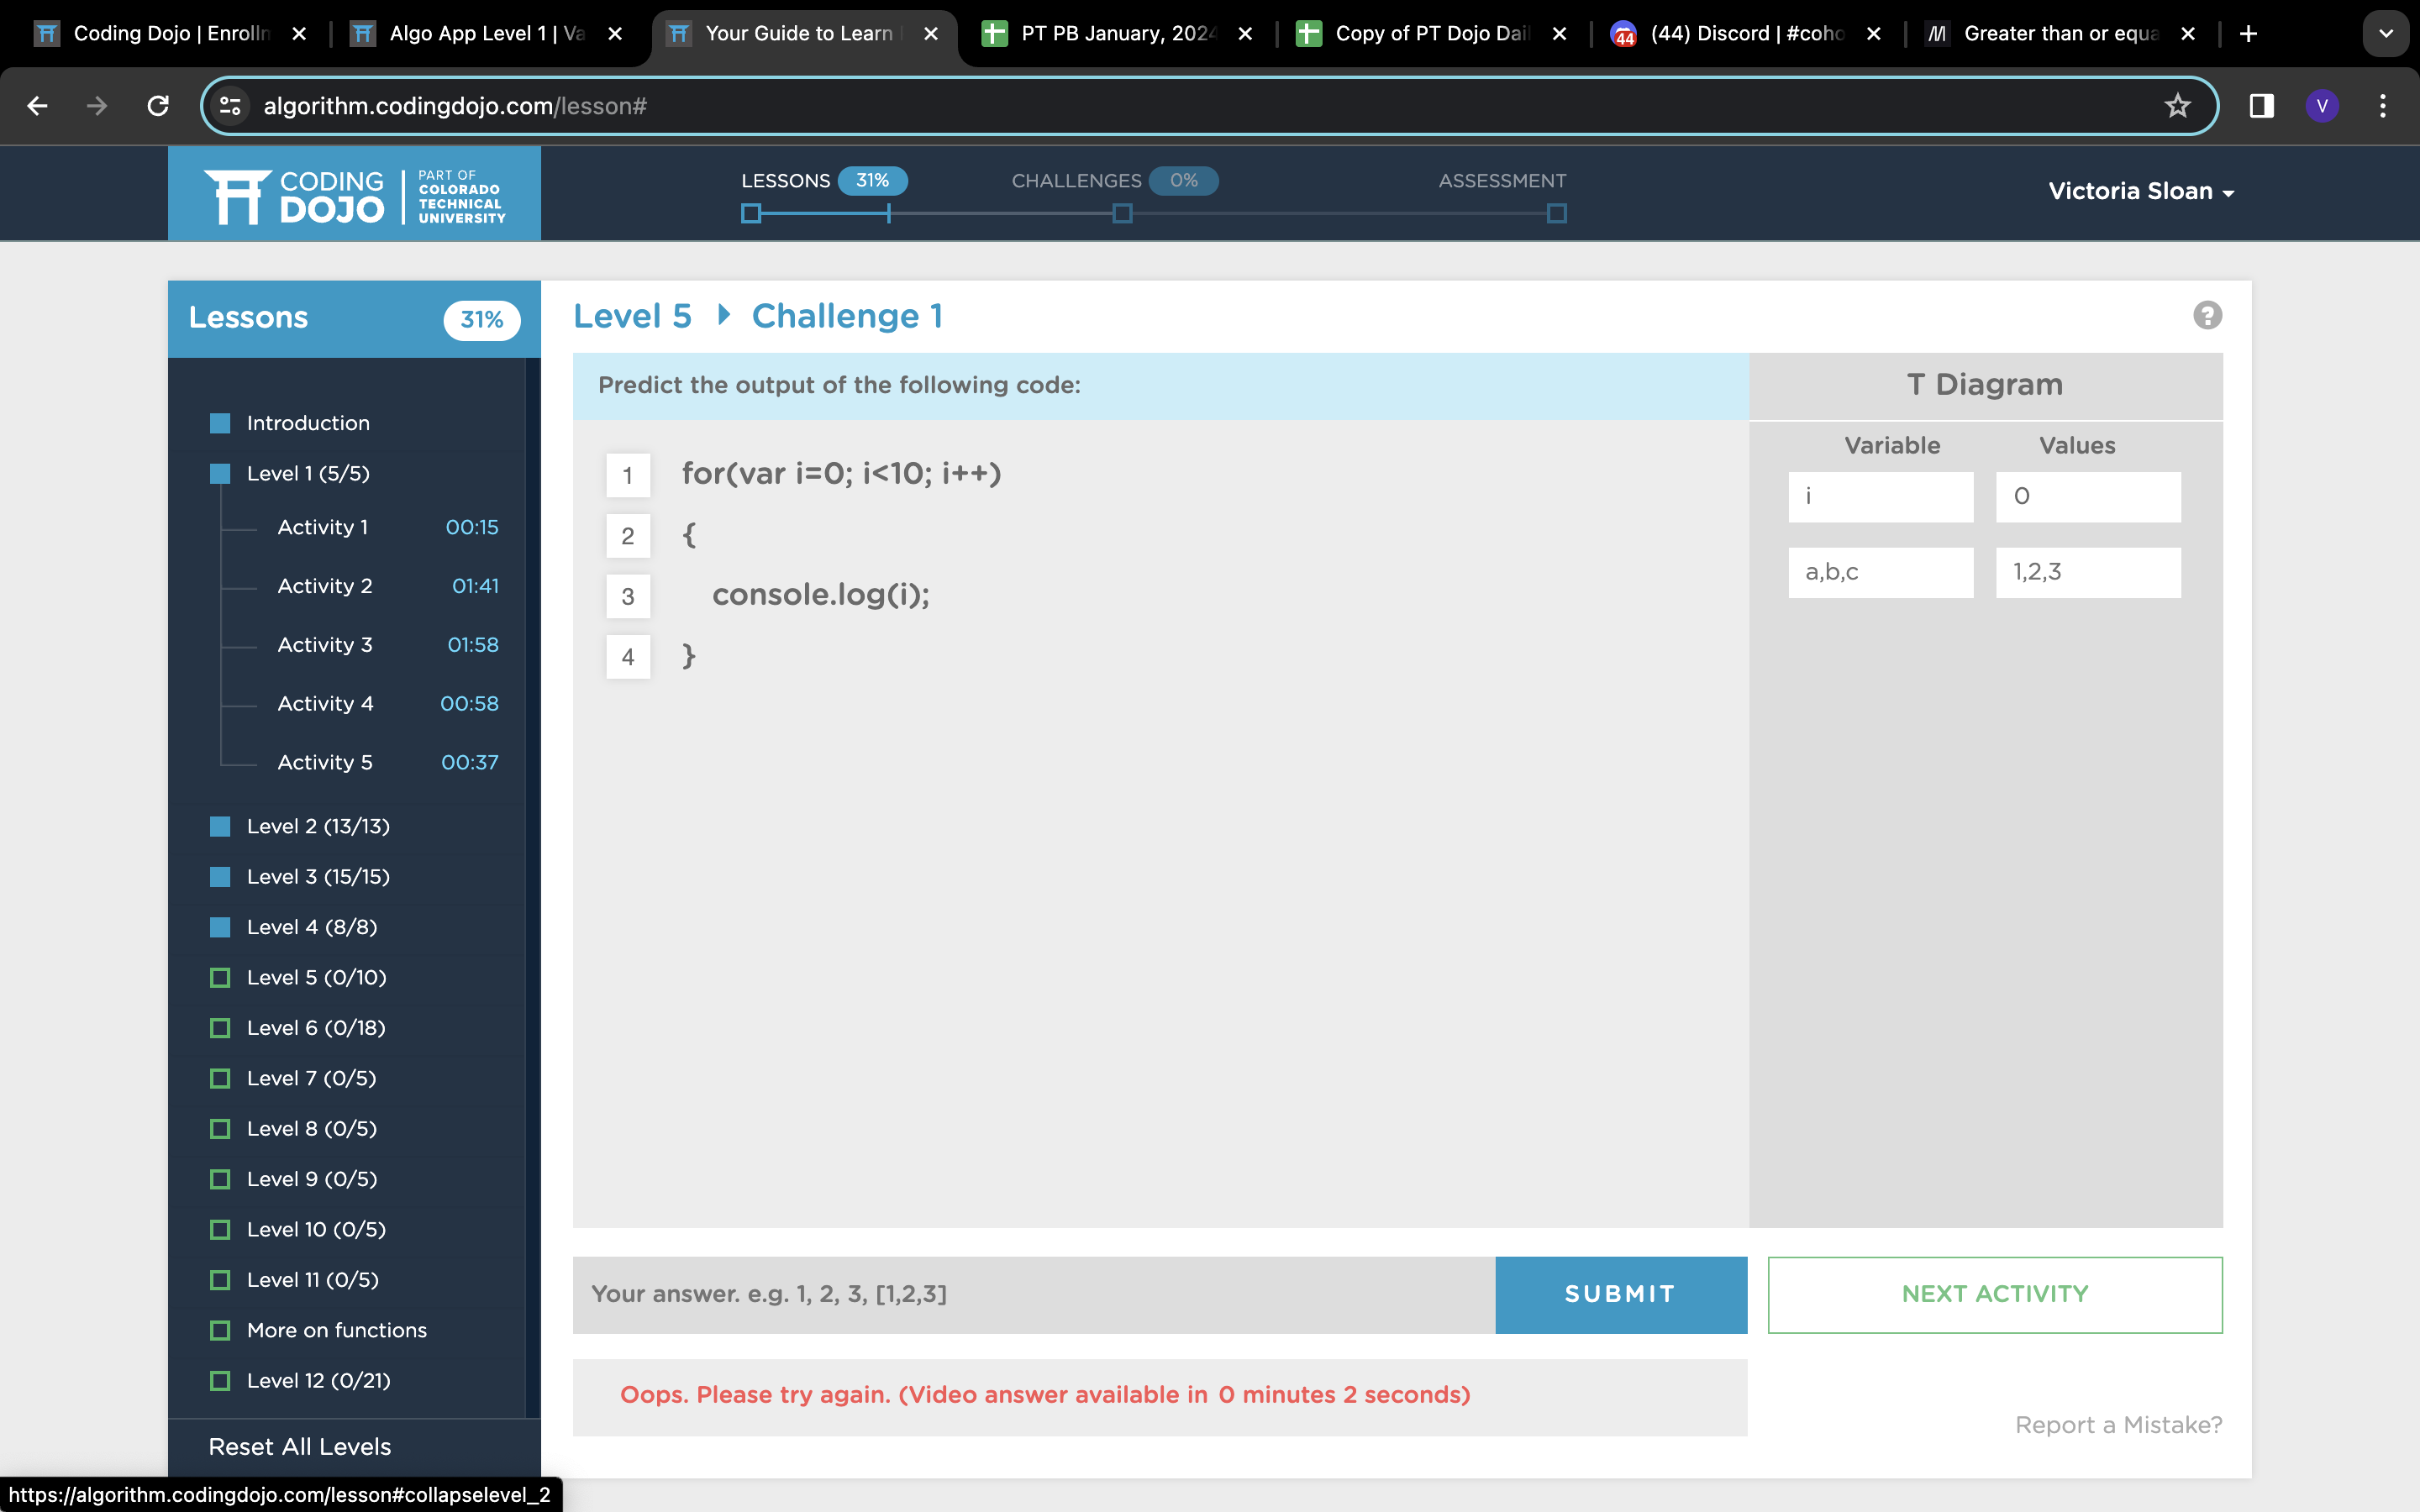 Coding Dojo | Enrolln
Algo App Level 1 | Va
Your Guide to Learn
PT PB January, 2024
Copy of PT Dojo Dail
44
(44) Discord | #coho
Greater than or equa
algorithm.codingdojo.com/lesson#
V
CODING DOJO
PART OF
COLORADO
TECHNICAL
UNIVERSITY
LESSONS 31%
CHALLENGES 0%
ASSESSMENT
Victoria Sloan
Lessons 31%
Introduction
Level 1 (5/5)
Activity 1 00:15
Activity 2 01:41
Activity 3 01:58
Activity 4 00:58
Activity 5 00:37
Level 2 (13/13)
Level 3 (15/15)
Level 4 (8/8)
Level 5 (0/10)
Level 6 (0/18)
Level 7 (0/5)
Level 8 (0/5)
Level 9 (0/5)
Level 10 (0/5)
Level 11 (0/5)
More on functions
Level 12 (0/21)
Reset All Levels
https://algorithm.codingdojo.com/lesson#collapselevel_2
Level 5 Challenge 1
?
Predict the output of the following code:
1 for(var i=0; i<10; i++)
2 {
3 console.log(i);
4 }
T Diagram
Variable Values
i 0
a,b,c 1,2,3
Your answer. e.g. 1, 2, 3, [1,2,3]
SUBMIT
NEXT ACTIVITY
Oops. Please try again. (Video answer available in 0 minutes 2 seconds)
Report a Mistake?